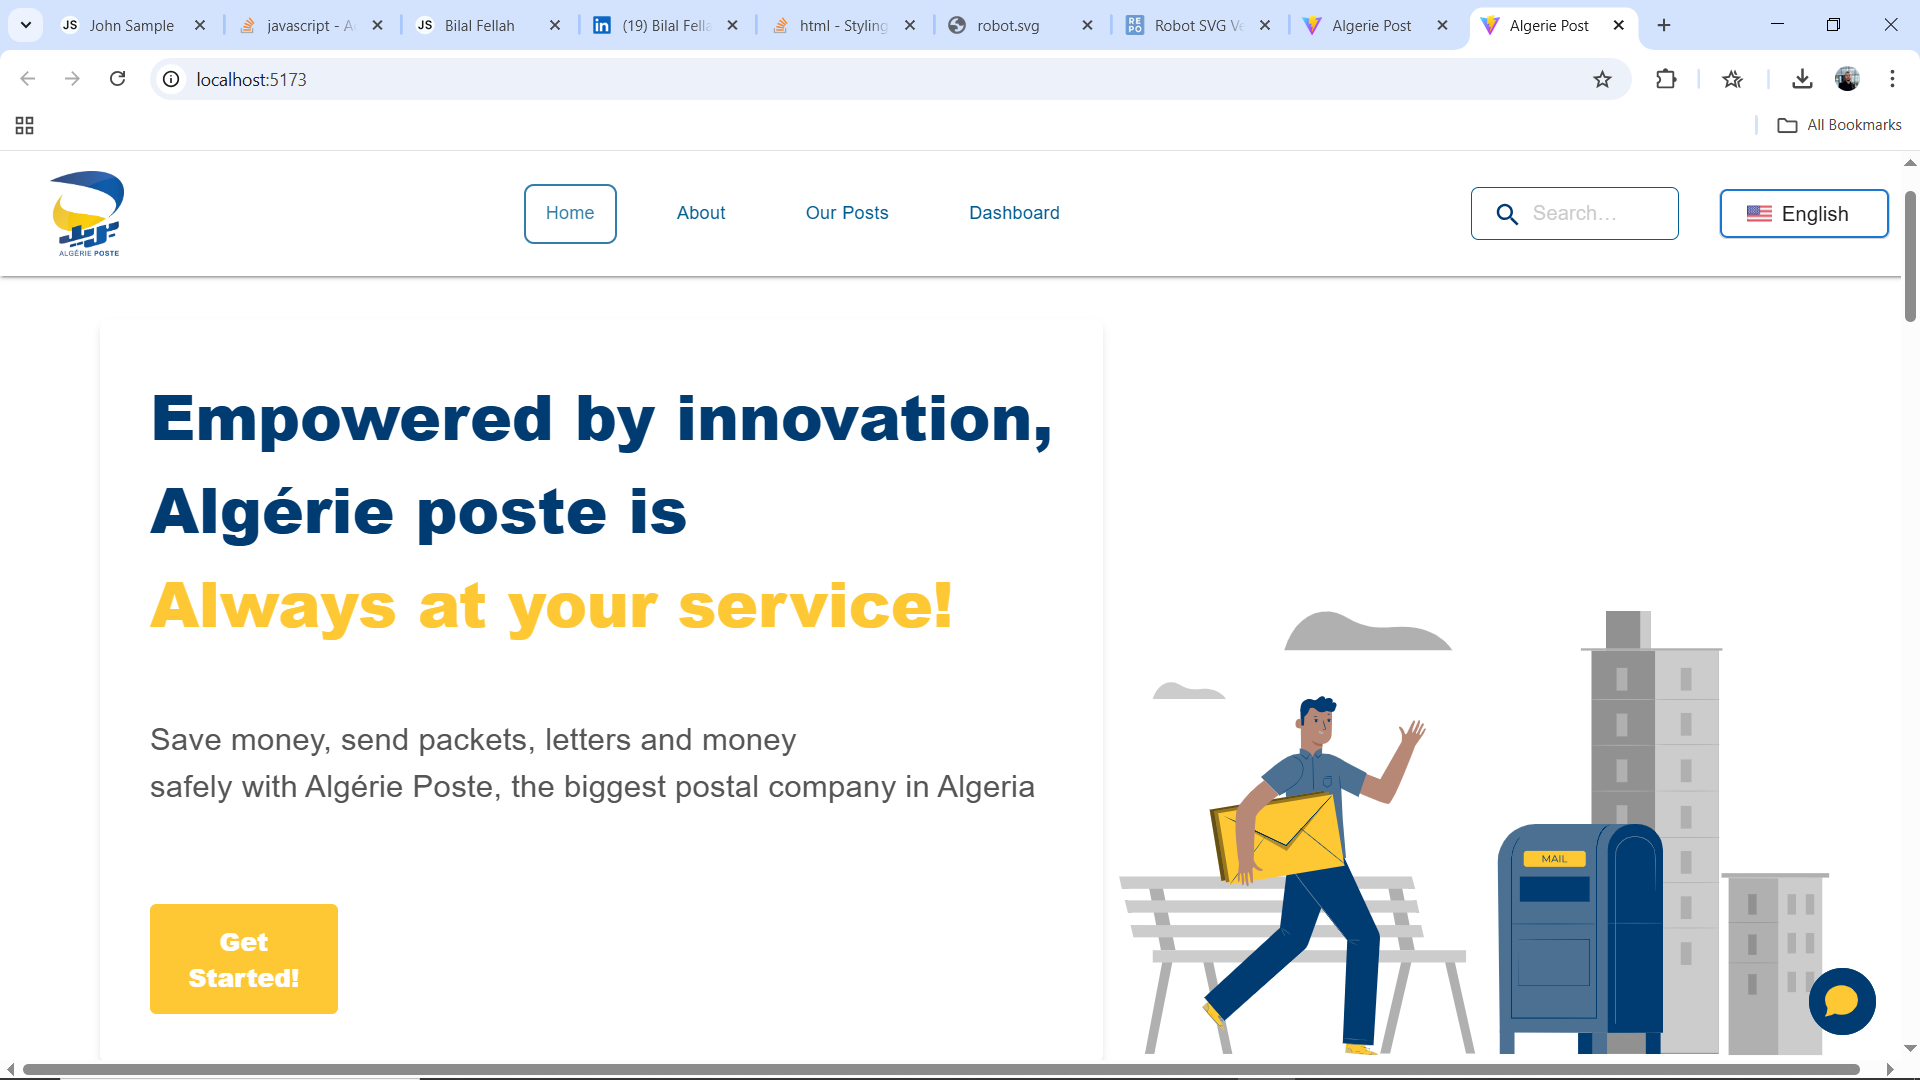 JS John Sample
javascript - A
JS Bilal Fellah
in (19) Bilal Fella
html - Styling
robot.svg
REPO Robot SVG Ve
Algerie Post
Algerie Post
localhost:5173
All Bookmarks
ALGÉRIE POSTE
Home
About
Our Posts
Dashboard
Search...
English
Empowered by innovation,
Algérie poste is
Always at your service!
Save money, send packets, letters and money
safely with Algérie Poste, the biggest postal company in Algeria
Get
Started!
MAIL